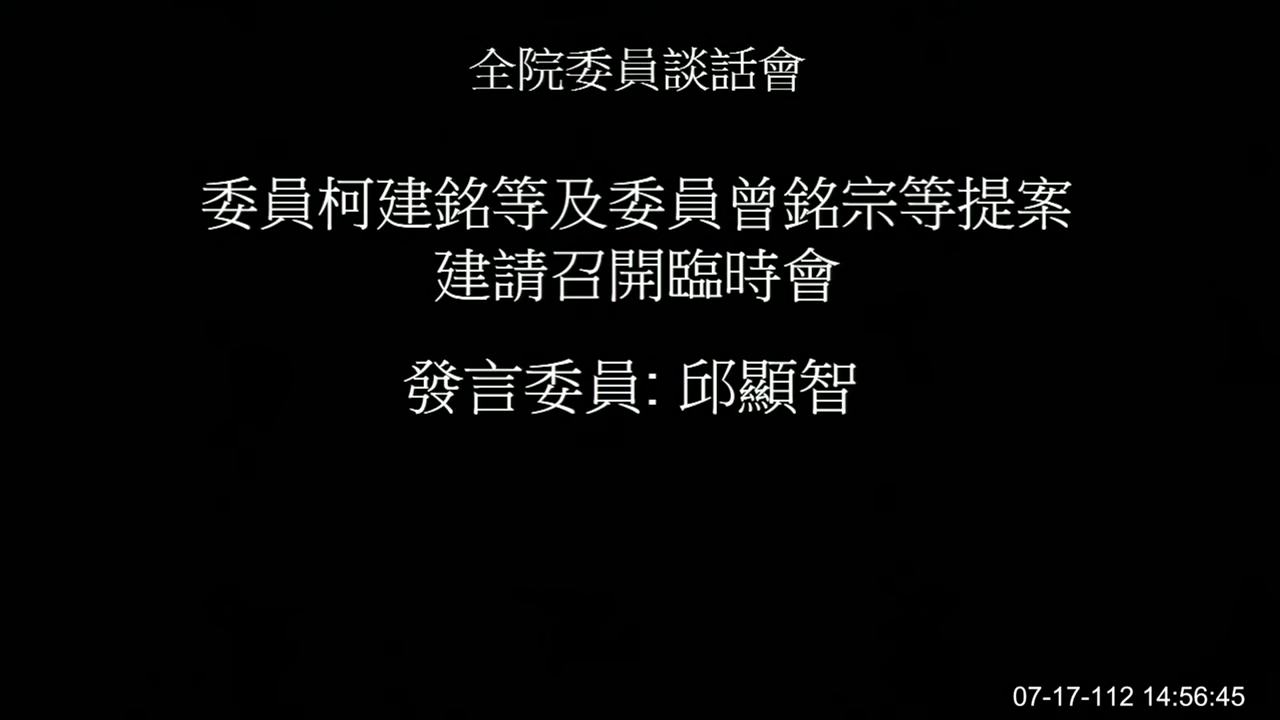 全院委員談話會
委員柯建銘等及委員曾銘宗等提案
建請召開臨時會
發言委員: 邱顯智
07-17-112 14:56:45